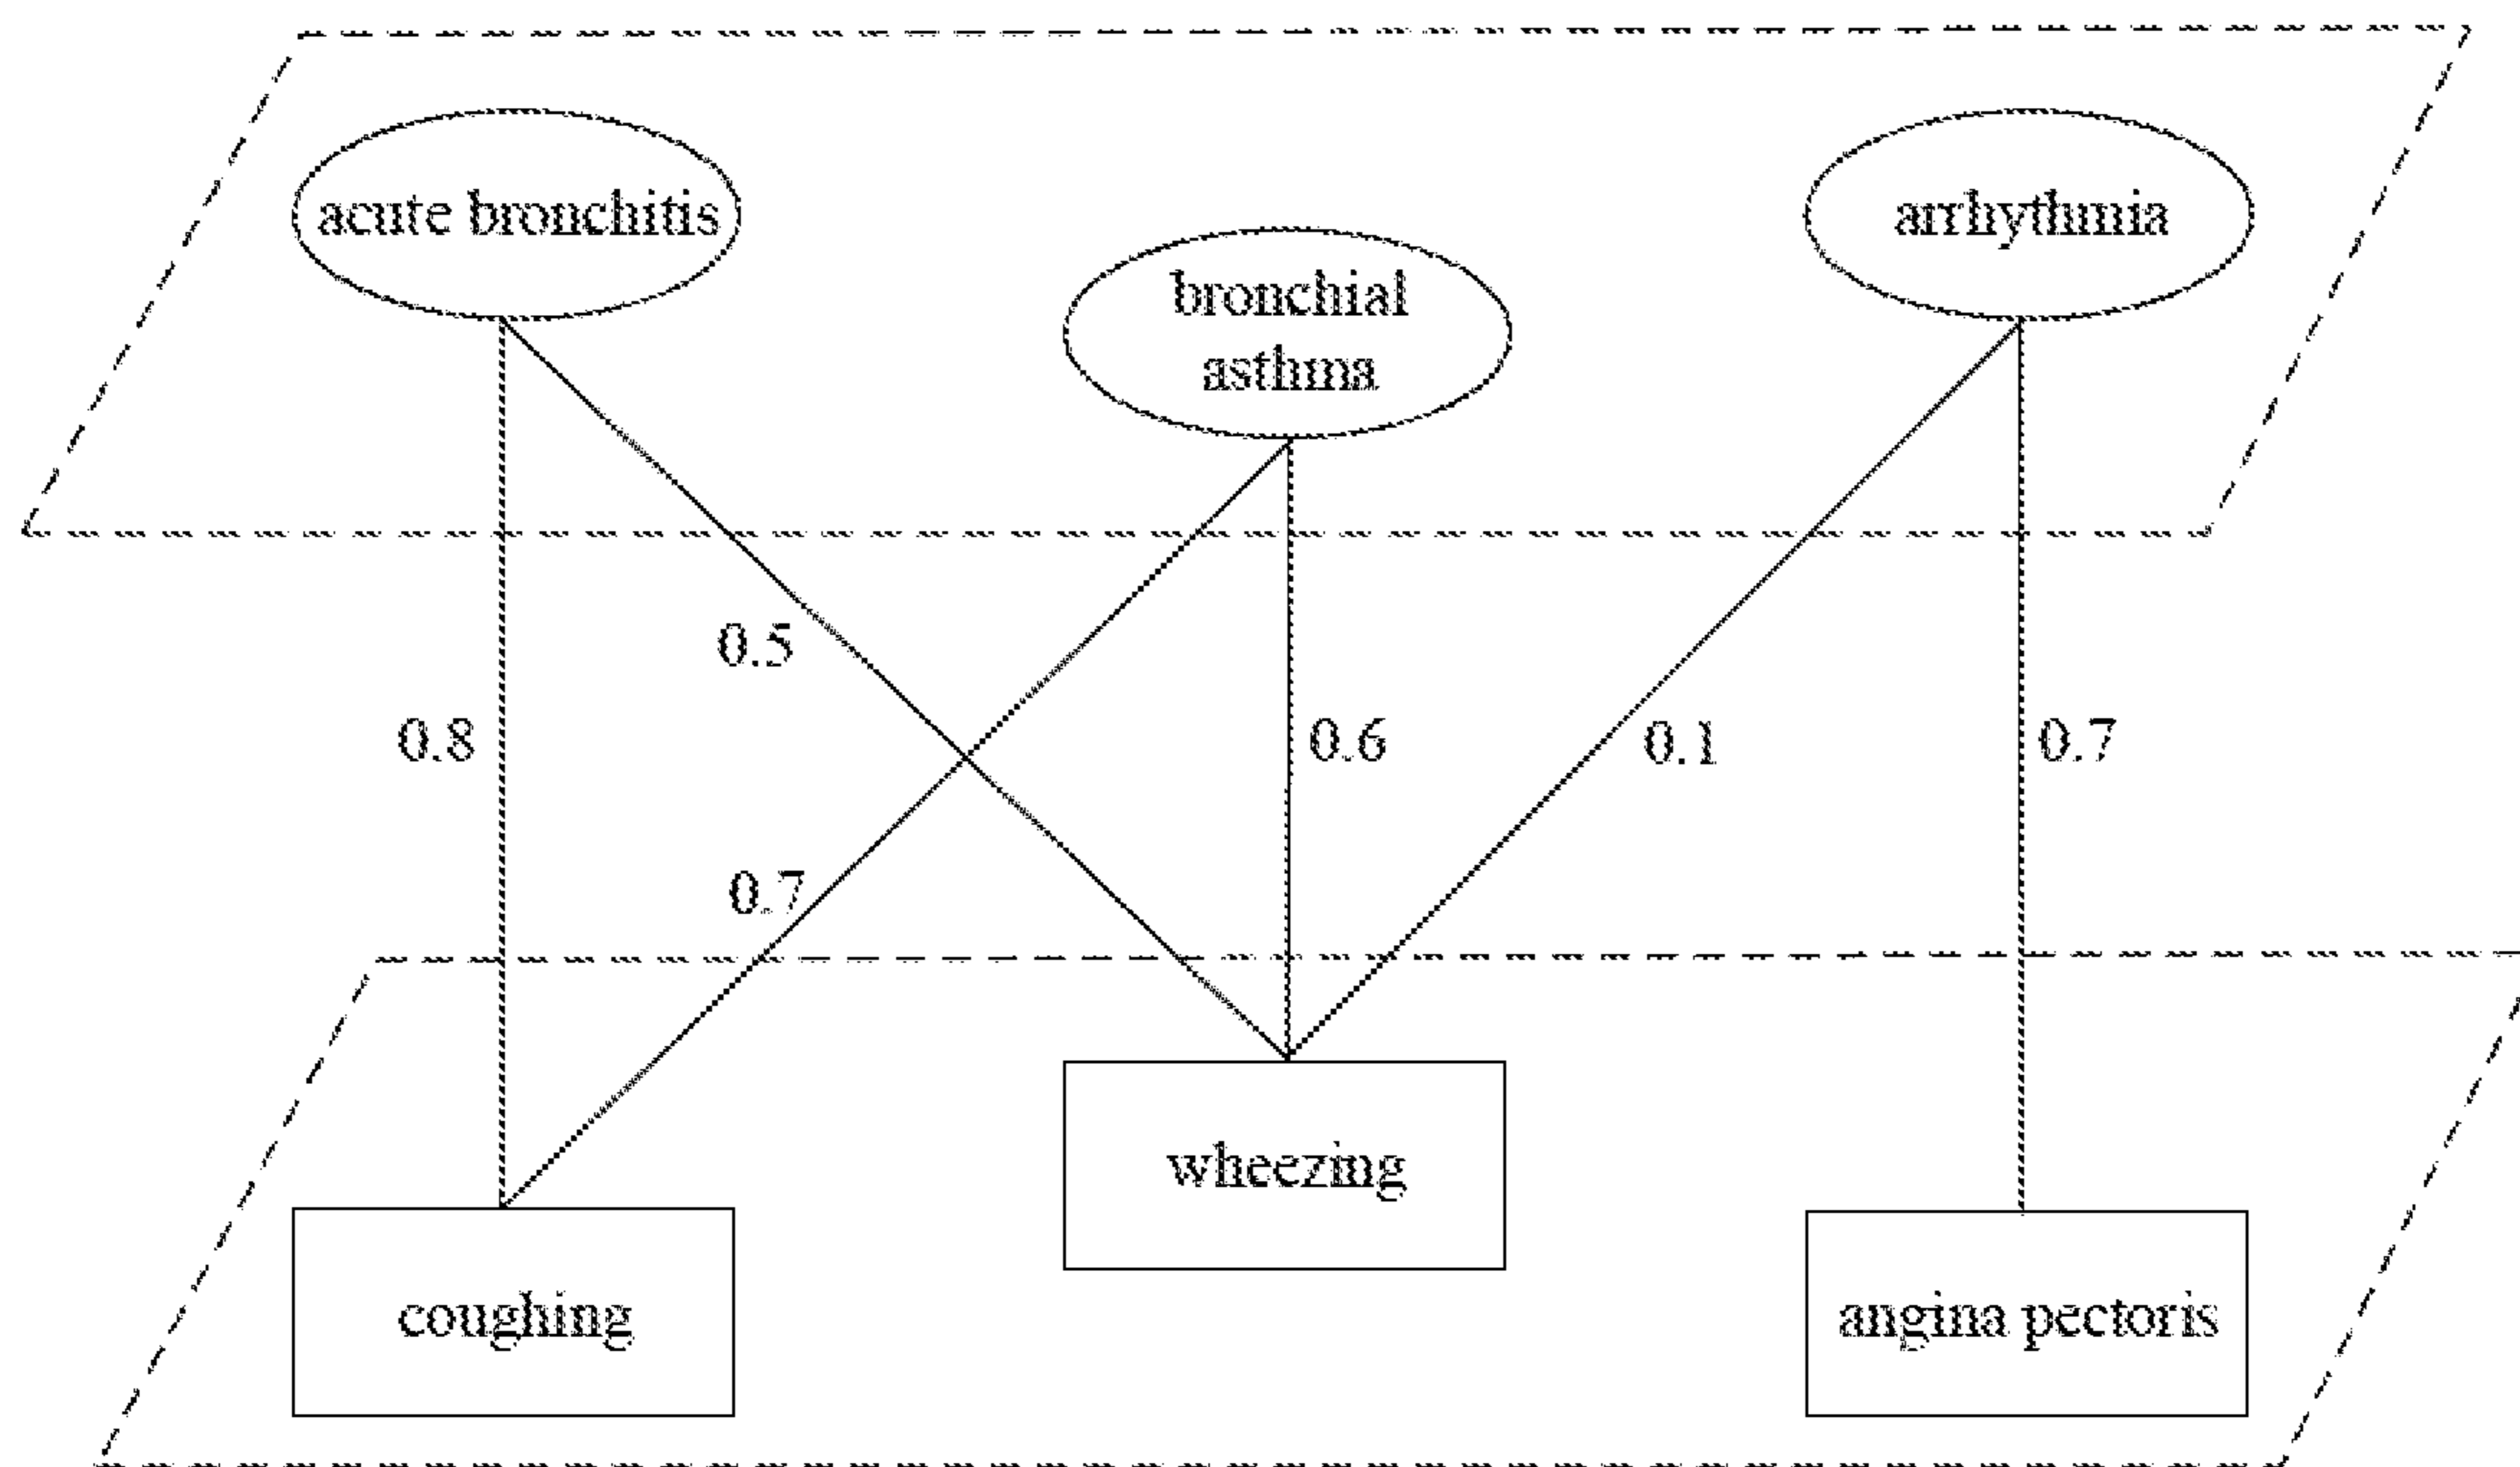 acute bronchitis
arrhythmia
bronchial
asthma
0.5
0.8
0.6
0.1
0.7
0.7
wheezing
coughing
angina pectoris